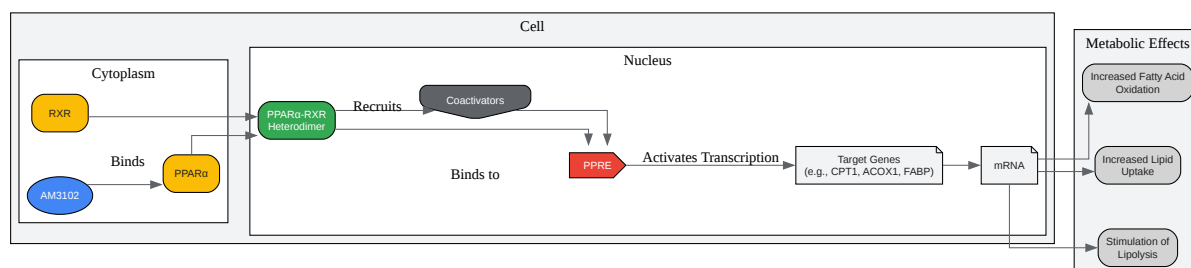 Cell
Metabolic Effects
Cytoplasm
Nucleus
RXR
PPARα-RXR
Heterodimer
Recruits
Coactivators
Increased Fatty Acid
Oxidation
Binds
PPARα
AM3102
Binds to
PPRE
Activates Transcription
Target Genes
(e.g., CPT1, ACOX1, FABP)
mRNA
Increased Lipid
Uptake
Stimulation of
Lipolysis